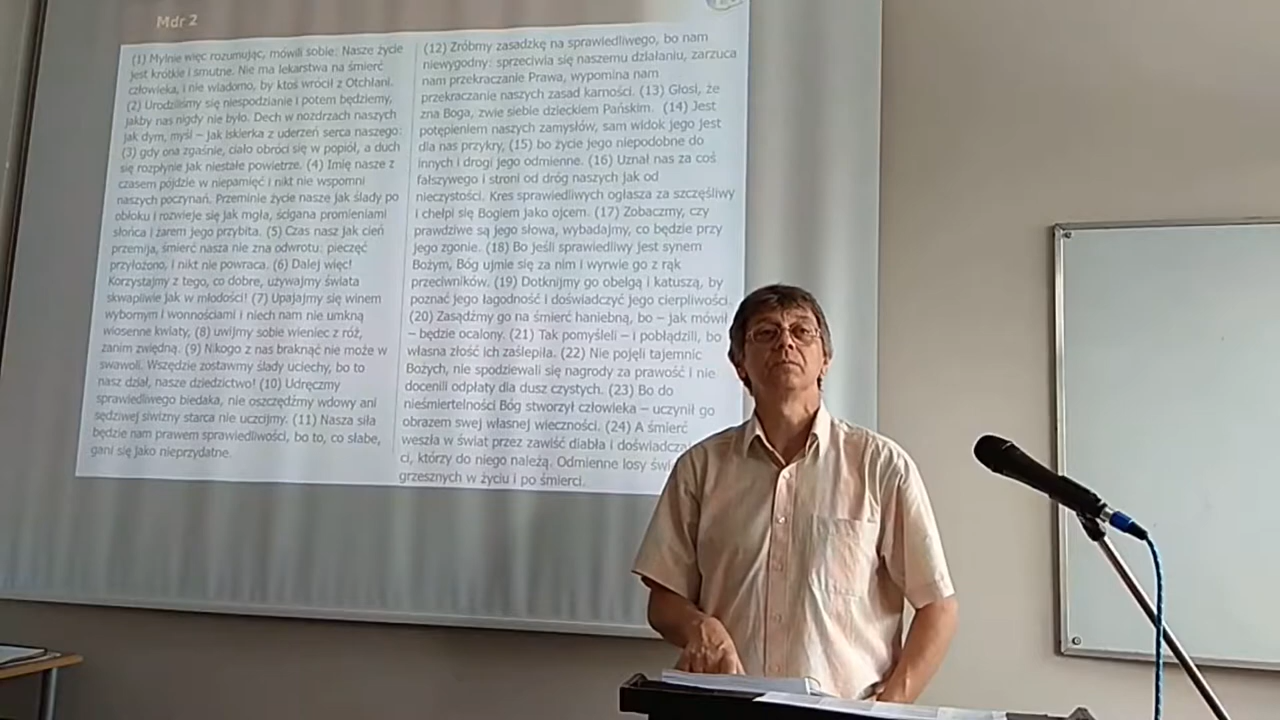 Mdr 2
(1) Mylnie więc rozumując, mówili sobie: Nasze życie
jest krótkie i smutne. Nie ma lekarstwa na śmierć
człowieka, i nie wiadomo, by ktoś wrócił z Otchłani.
(2) Urodziliśmy się niespodzianie i potem będziemy,
jakby nas nigdy nie było. Dech w nozdrzach naszych
jak dym, myśl – jak iskierka z uderzeń serca naszego:
(3) gdy ona zgaśnie, ciało obróci się w popiół, a duch
się rozpłynie jak niestałe powietrze. (4) Imię nasze z
czasem pójdzie w niepamięć i nikt nie wspomni
naszych poczynań. Przeminie życie nasze jak ślady po
obłoku i rozwieje się jak mgła, ścigana promieniami
słońca i żarem jego przybita. (5) Czas nasz jak cień
przemija, śmierć nasza nie zna odwrotu: pieczęć
przyłożono, i nikt nie powraca. (6) Dalej więc!
Korzystajmy z tego, co dobre, używajmy świata
skwapliwie jak w młodości! (7) Upajajmy się winem
wybornym i wonnościami i niech nam nie umkną
wiosenne kwiaty, (8) uwijmy sobie wieniec z róż,
zanim zwiędną. (9) Nikogo z nas braknąć nie może w
swawoli. Wszędzie zostawmy ślady uciechy, bo to
nasz dział, nasze dziedzictwo! (10) Udręczmy
sprawiedliwego biedaka, nie oszczędźmy wdowy ani
sędziwej siwizny starca nie uczcijmy. (11) Nasza siła
będzie nam prawem sprawiedliwości, bo to, co słabe,
gani się jako nieprzydatne.
(12) Zróbmy zasadzkę na sprawiedliwego, bo nam
niewygodny: sprzeciwia się naszemu działaniu, zarzuca
nam przekraczanie Prawa, wypomina nam
przekraczanie naszych zasad karności. (13) Głosi, że
zna Boga, zwie siebie dzieckiem Pańskim. (14) Jest
potępieniem naszych zamysłów, sam widok jego jest
dla nas przykry, (15) bo życie jego niepodobne do
innych i drogi jego odmienne. (16) Uznał nas za coś
fałszywego i stroni od dróg naszych jak od
nieczystości. Kres sprawiedliwych ogłasza za szczęśliwy
i chełpi się Bogiem jako ojcem. (17) Zobaczmy, czy
prawdziwe są jego słowa, wybadajmy, co będzie przy
jego zgonie. (18) Bo jeśli sprawiedliwy jest synem
Bożym, Bóg ujmie się za nim i wyrwie go z rąk
przeciwników. (19) Dotknijmy go obelgą i katuszą, by
poznać jego łagodność i doświadczyć jego cierpliwości.
(20) Zasądźmy go na śmierć haniebną, bo – jak mówił
– będzie ocalony. (21) Tak pomyśleli – i pobłądzili, bo
własna złość ich zaślepiła. (22) Nie pojęli tajemnic
Bożych, nie spodziewali się nagrody za prawość i nie
docenili odpłaty dla dusz czystych. (23) Bo do
nieśmiertelności Bóg stworzył człowieka – uczynił go
obrazem swej własnej wieczności. (24) A śmierć
weszła w świat przez zawiść diabła i doświadcza
ci, którzy do niego należą. Odmienne losy świ
grzesznych w życiu i po śmierci.